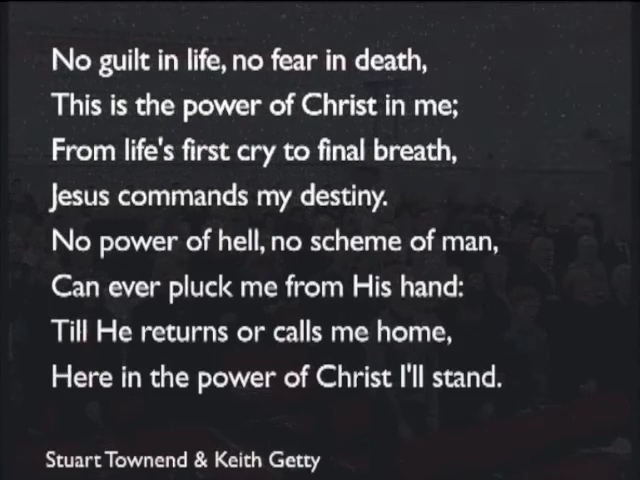 No guilt in life, no fear in death,
This is the power of Christ in me;
From life's first cry to final breath,
Jesus commands my destiny.
No power of hell, no scheme of man,
Can ever pluck me from His hand:
Till He returns or calls me home,
Here in the power of Christ I'll stand.
Stuart Townend & Keith Getty